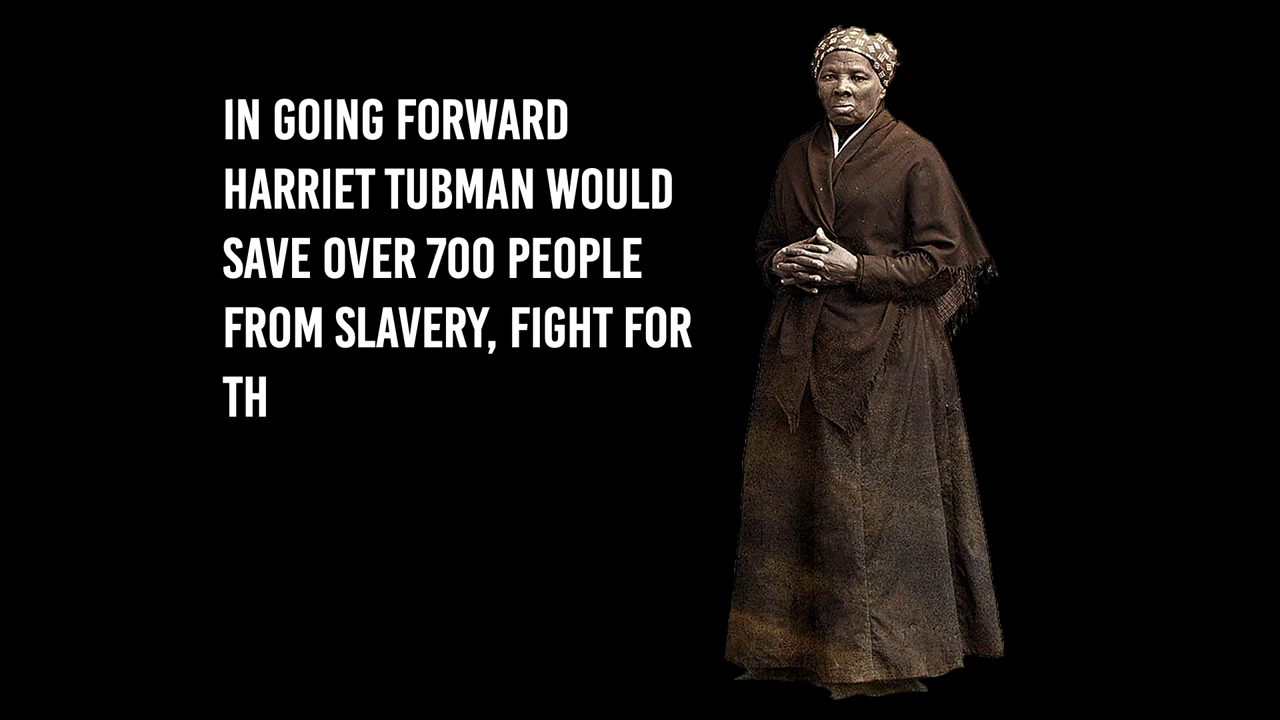 IN GOING FORWARD
HARRIET TUBMAN WOULD
SAVE OVER 700 PEOPLE
FROM SLAVERY, FIGHT FOR
TH